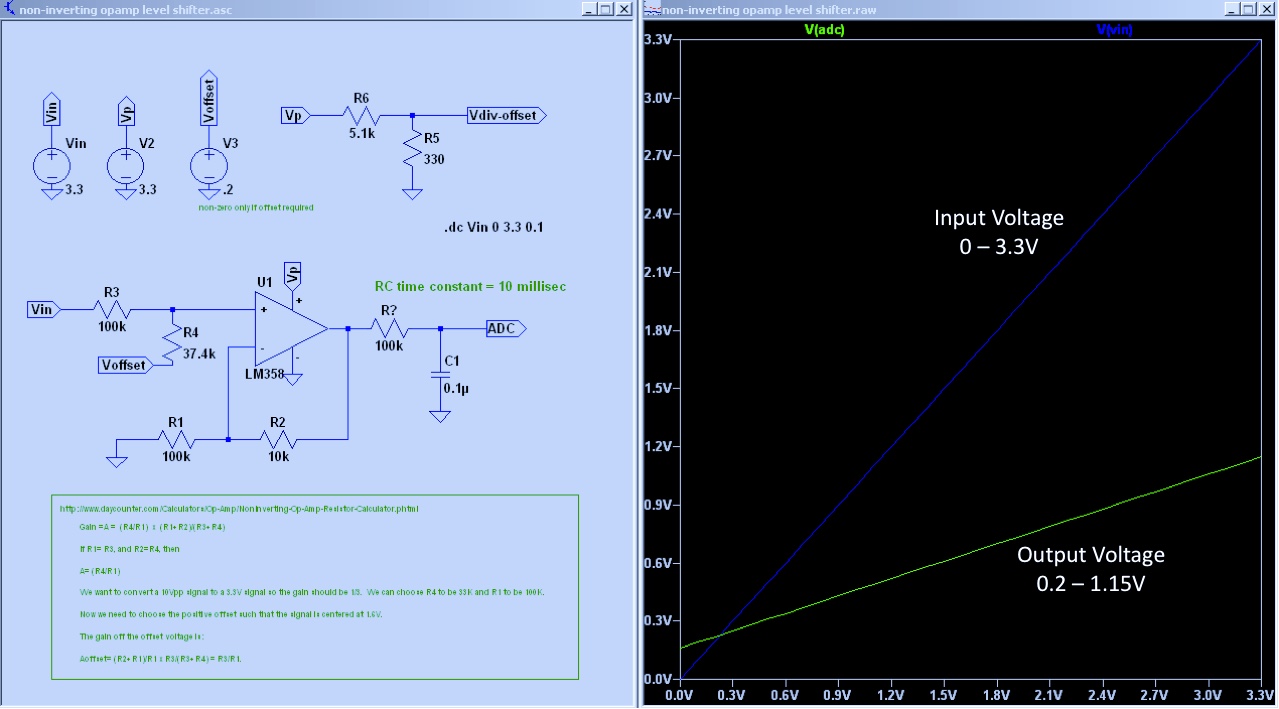 non-inverting opamp level shifter.asc
Vin
Vp
Voffset
Vin
3.3
V2
3.3
V3
.2
non-zero only if offset required
Vp
R6
5.1k
Vdiv-offset
R5
330
.dc Vin 0 3.3 0.1
Vin
R3
100k
R4
37.4k
Voffset
U1
Vp
LM358
RC time constant = 10 millisec
R?
100k
ADC
C1
0.1µ
R1
100k
R2
10k
http://www.daycounter.com/Calculators/Op-Amp/NonInverting-Op-Amp-Resistor-Calculator.phtml
Gain =A = (R4/R1) x (R1+R2)/(R3+R4)
If R1= R3, and R2=R4, then
A= (R4/R1)
We want to convert a 10Vpp signal to a 3.3V signal so the gain should be 1/3. We can choose R4 to be 33K and R1 to be 100K.
Now we need to choose the positive offset such that the signal is centered at 1.6V.
The gain off the offset voltage is:
Aoffset= (R2+ R1)/R1 x R3/(R3+ R4) = R3/R1.
non-inverting opamp level shifter.raw
V(adc)
V(vin)
3.3V
3.0V
2.7V
2.4V
2.1V
1.8V
1.5V
1.2V
0.9V
0.6V
0.3V
0.0V
Input Voltage
0 – 3.3V
Output Voltage
0.2 – 1.15V
0.0V 0.3V 0.6V 0.9V 1.2V 1.5V 1.8V 2.1V 2.4V 2.7V 3.0V 3.3V